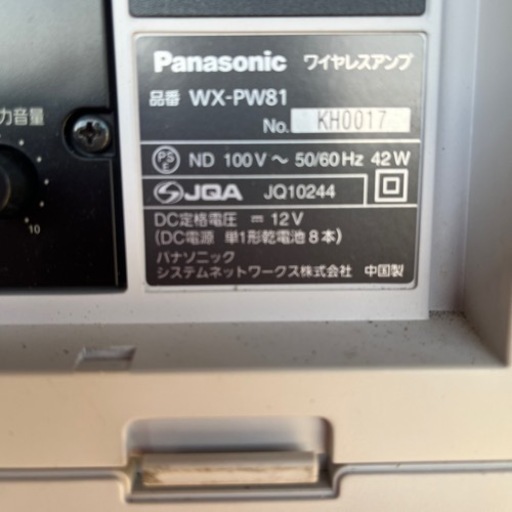 Panasonic ワイヤレスアンプ
品番 WX-PW81
No. KH0017
力音量
PS E ND 100V～ 50/60Hz 42W
JQA JQ10244
DC定格電圧 ⎓ 12V
10
(DC電源 単1形乾電池8本)
パナソニック
システムネットワークス株式会社 中国製